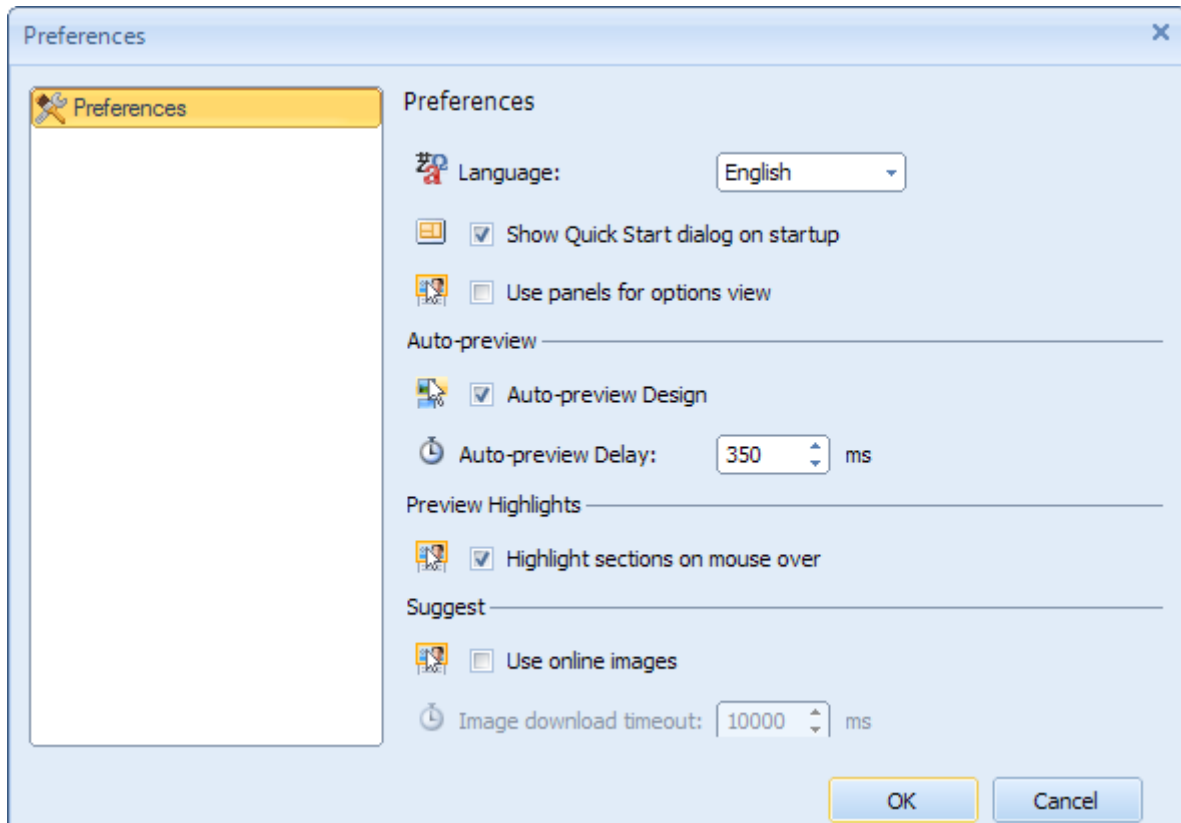 Preferences
Preferences
Preferences
Language: English
Show Quick Start dialog on startup
Use panels for options view
Auto-preview
Auto-preview Design
Auto-preview Delay: 350 ms
Preview Highlights
Highlight sections on mouse over
Suggest
Use online images
Image download timeout: 10000 ms
OK Cancel